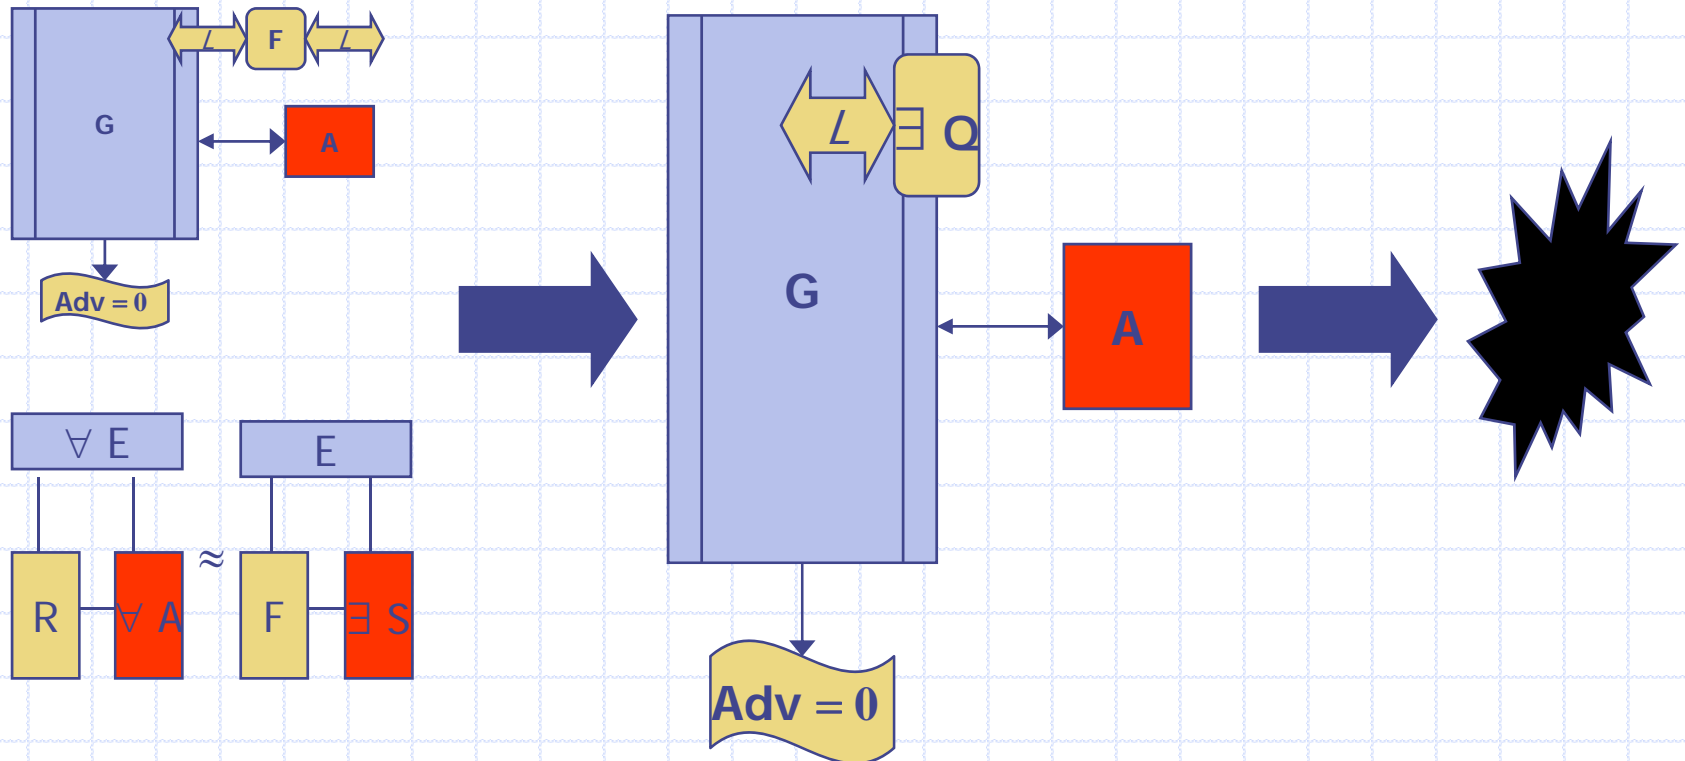 L F L
G
A
Adv = 0
∀ E
E
R
∀ A
≈
F
∃ S
L
∃ Q
G
A
Adv = 0